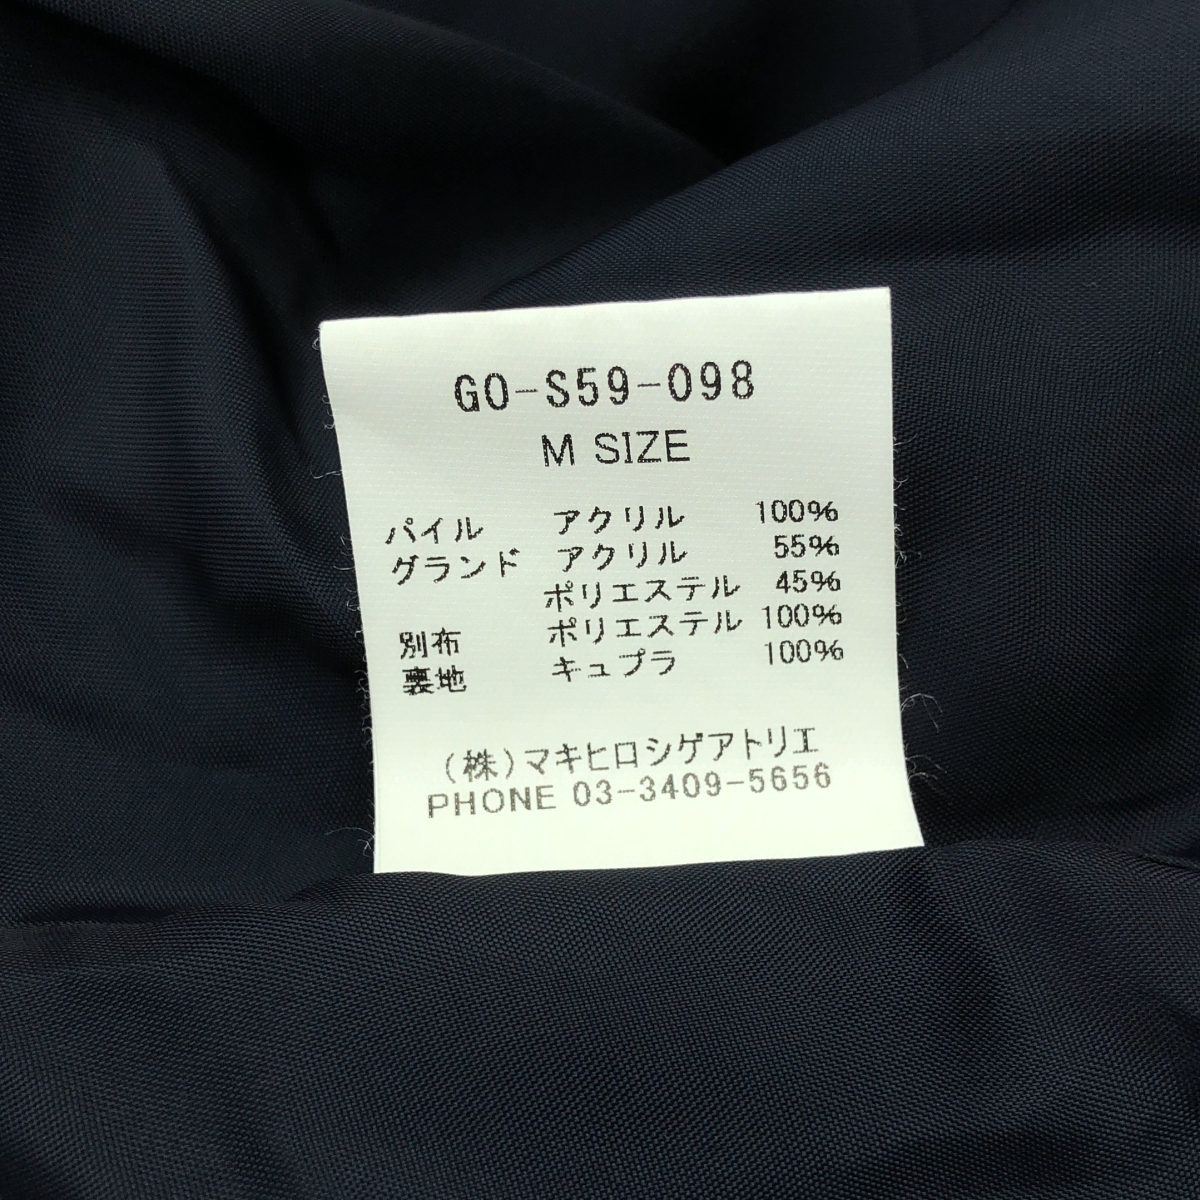 GO-S59-098
M SIZE
パイル アクリル 100%
グランド アクリル 55%
ポリエステル 45%
別布 ポリエステル 100%
裏地 キュプラ 100%
(株)マキヒロシゲアトリエ
PHONE 03-3409-5656